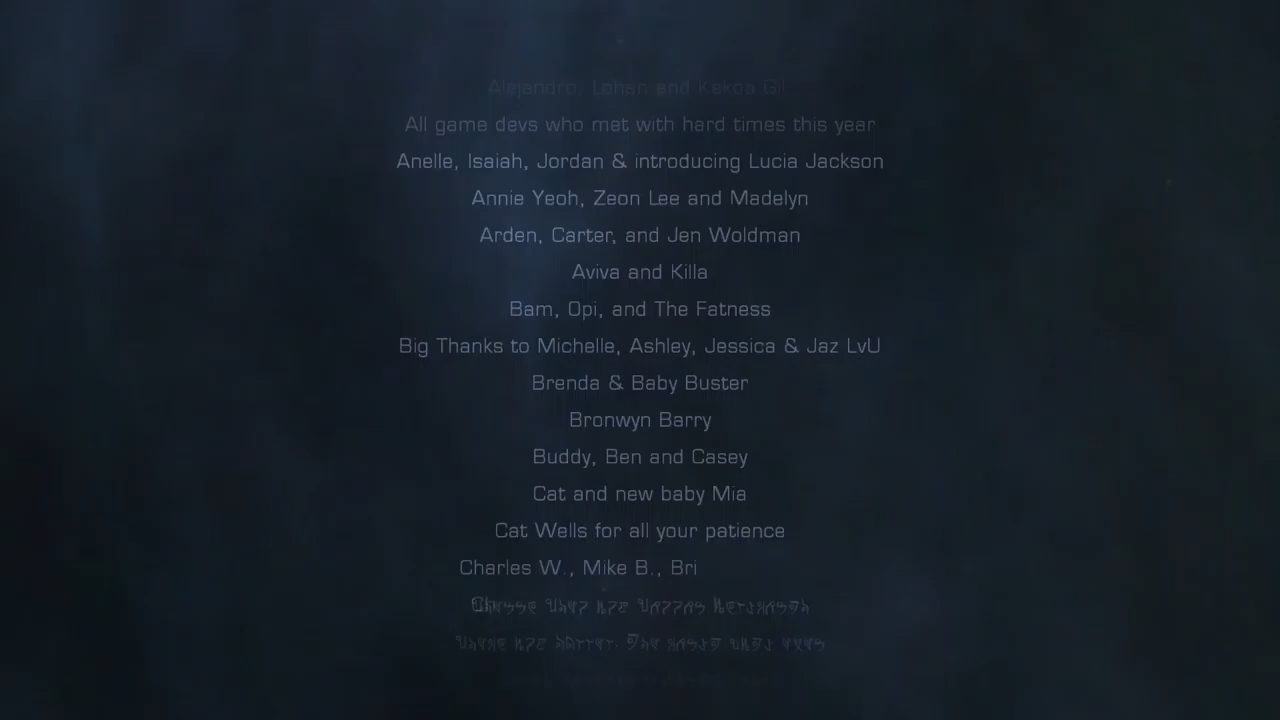 Alejandro, Lohan and Kekoa Gil
All game devs who met with hard times this year
Anelle, Isaiah, Jordan & introducing Lucia Jackson
Annie Yeoh, Zeon Lee and Madelyn
Arden, Carter, and Jen Woldman
Aviva and Killa
Bam, Opi, and The Fatness
Big Thanks to Michelle, Ashley, Jessica & Jaz LvU
Brenda & Baby Buster
Bronwyn Barry
Buddy, Ben and Casey
Cat and new baby Mia
Cat Wells for all your patience
Charles W., Mike B., Bri